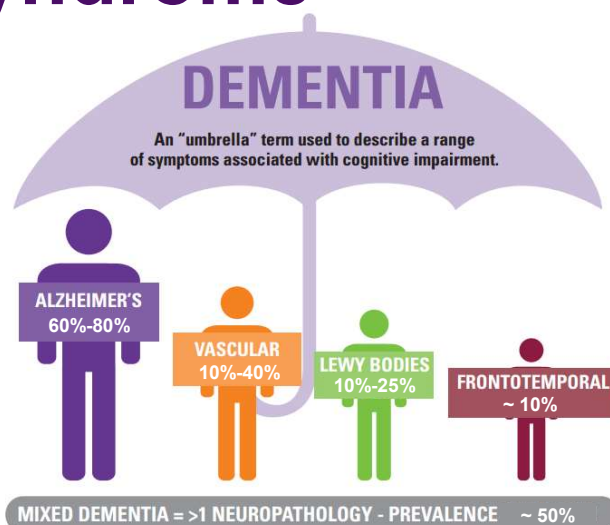 DEMENTIA
An “umbrella” term used to describe a range
of symptoms associated with cognitive impairment.
ALZHEIMER'S
60%-80%
VASCULAR
10%-40%
LEWY BODIES
10%-25%
FRONTOTEMPORAL
~ 10%
MIXED DEMENTIA = >1 NEUROPATHOLOGY - PREVALENCE ~ 50%